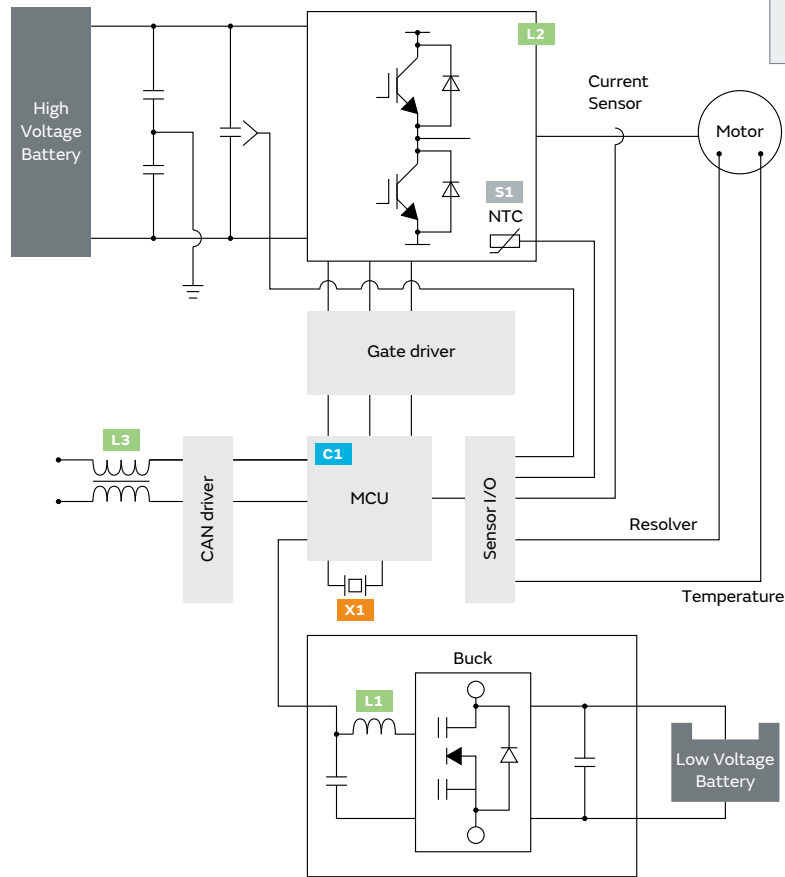 L2
High
Voltage
Battery
Current
Sensor
Motor
S1
NTC
Gate driver
L3
C1
CAN driver
MCU
Sensor I/O
Resolver
X1
Temperature
Buck
L1
Low Voltage
Battery